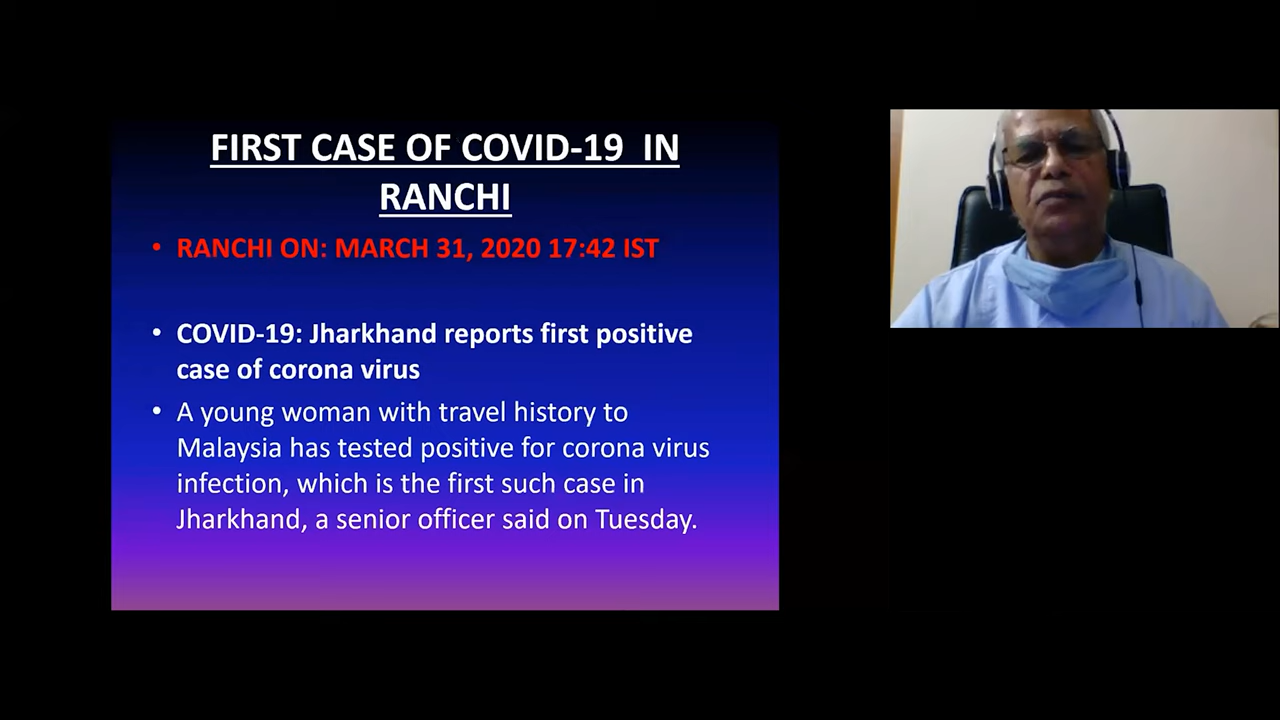 FIRST CASE OF COVID-19 IN
RANCHI
• RANCHI ON: MARCH 31, 2020 17:42 IST
• COVID-19: Jharkhand reports first positive
case of corona virus
• A young woman with travel history to
Malaysia has tested positive for corona virus
infection, which is the first such case in
Jharkhand, a senior officer said on Tuesday.